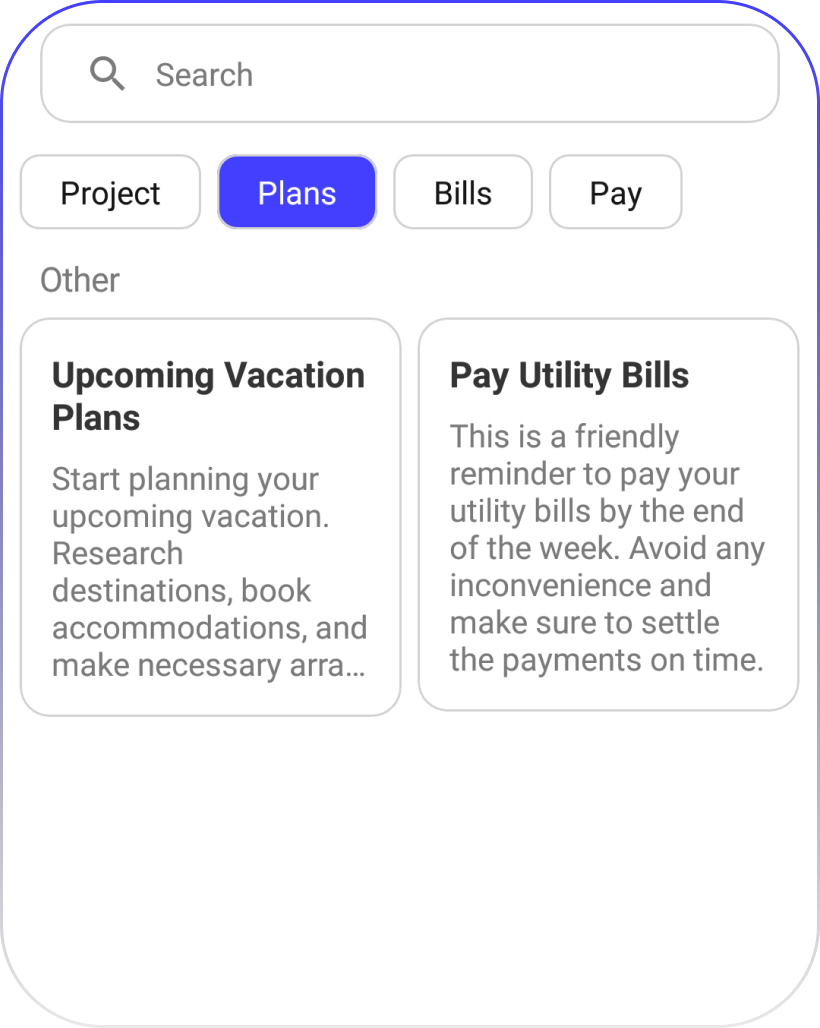 Search
Project Plans Bills Pay
Other
Upcoming Vacation
Plans
Start planning your
upcoming vacation.
Research
destinations, book
accommodations, and
make necessary arra...
Pay Utility Bills
This is a friendly
reminder to pay your
utility bills by the end
of the week. Avoid any
inconvenience and
make sure to settle
the payments on time.